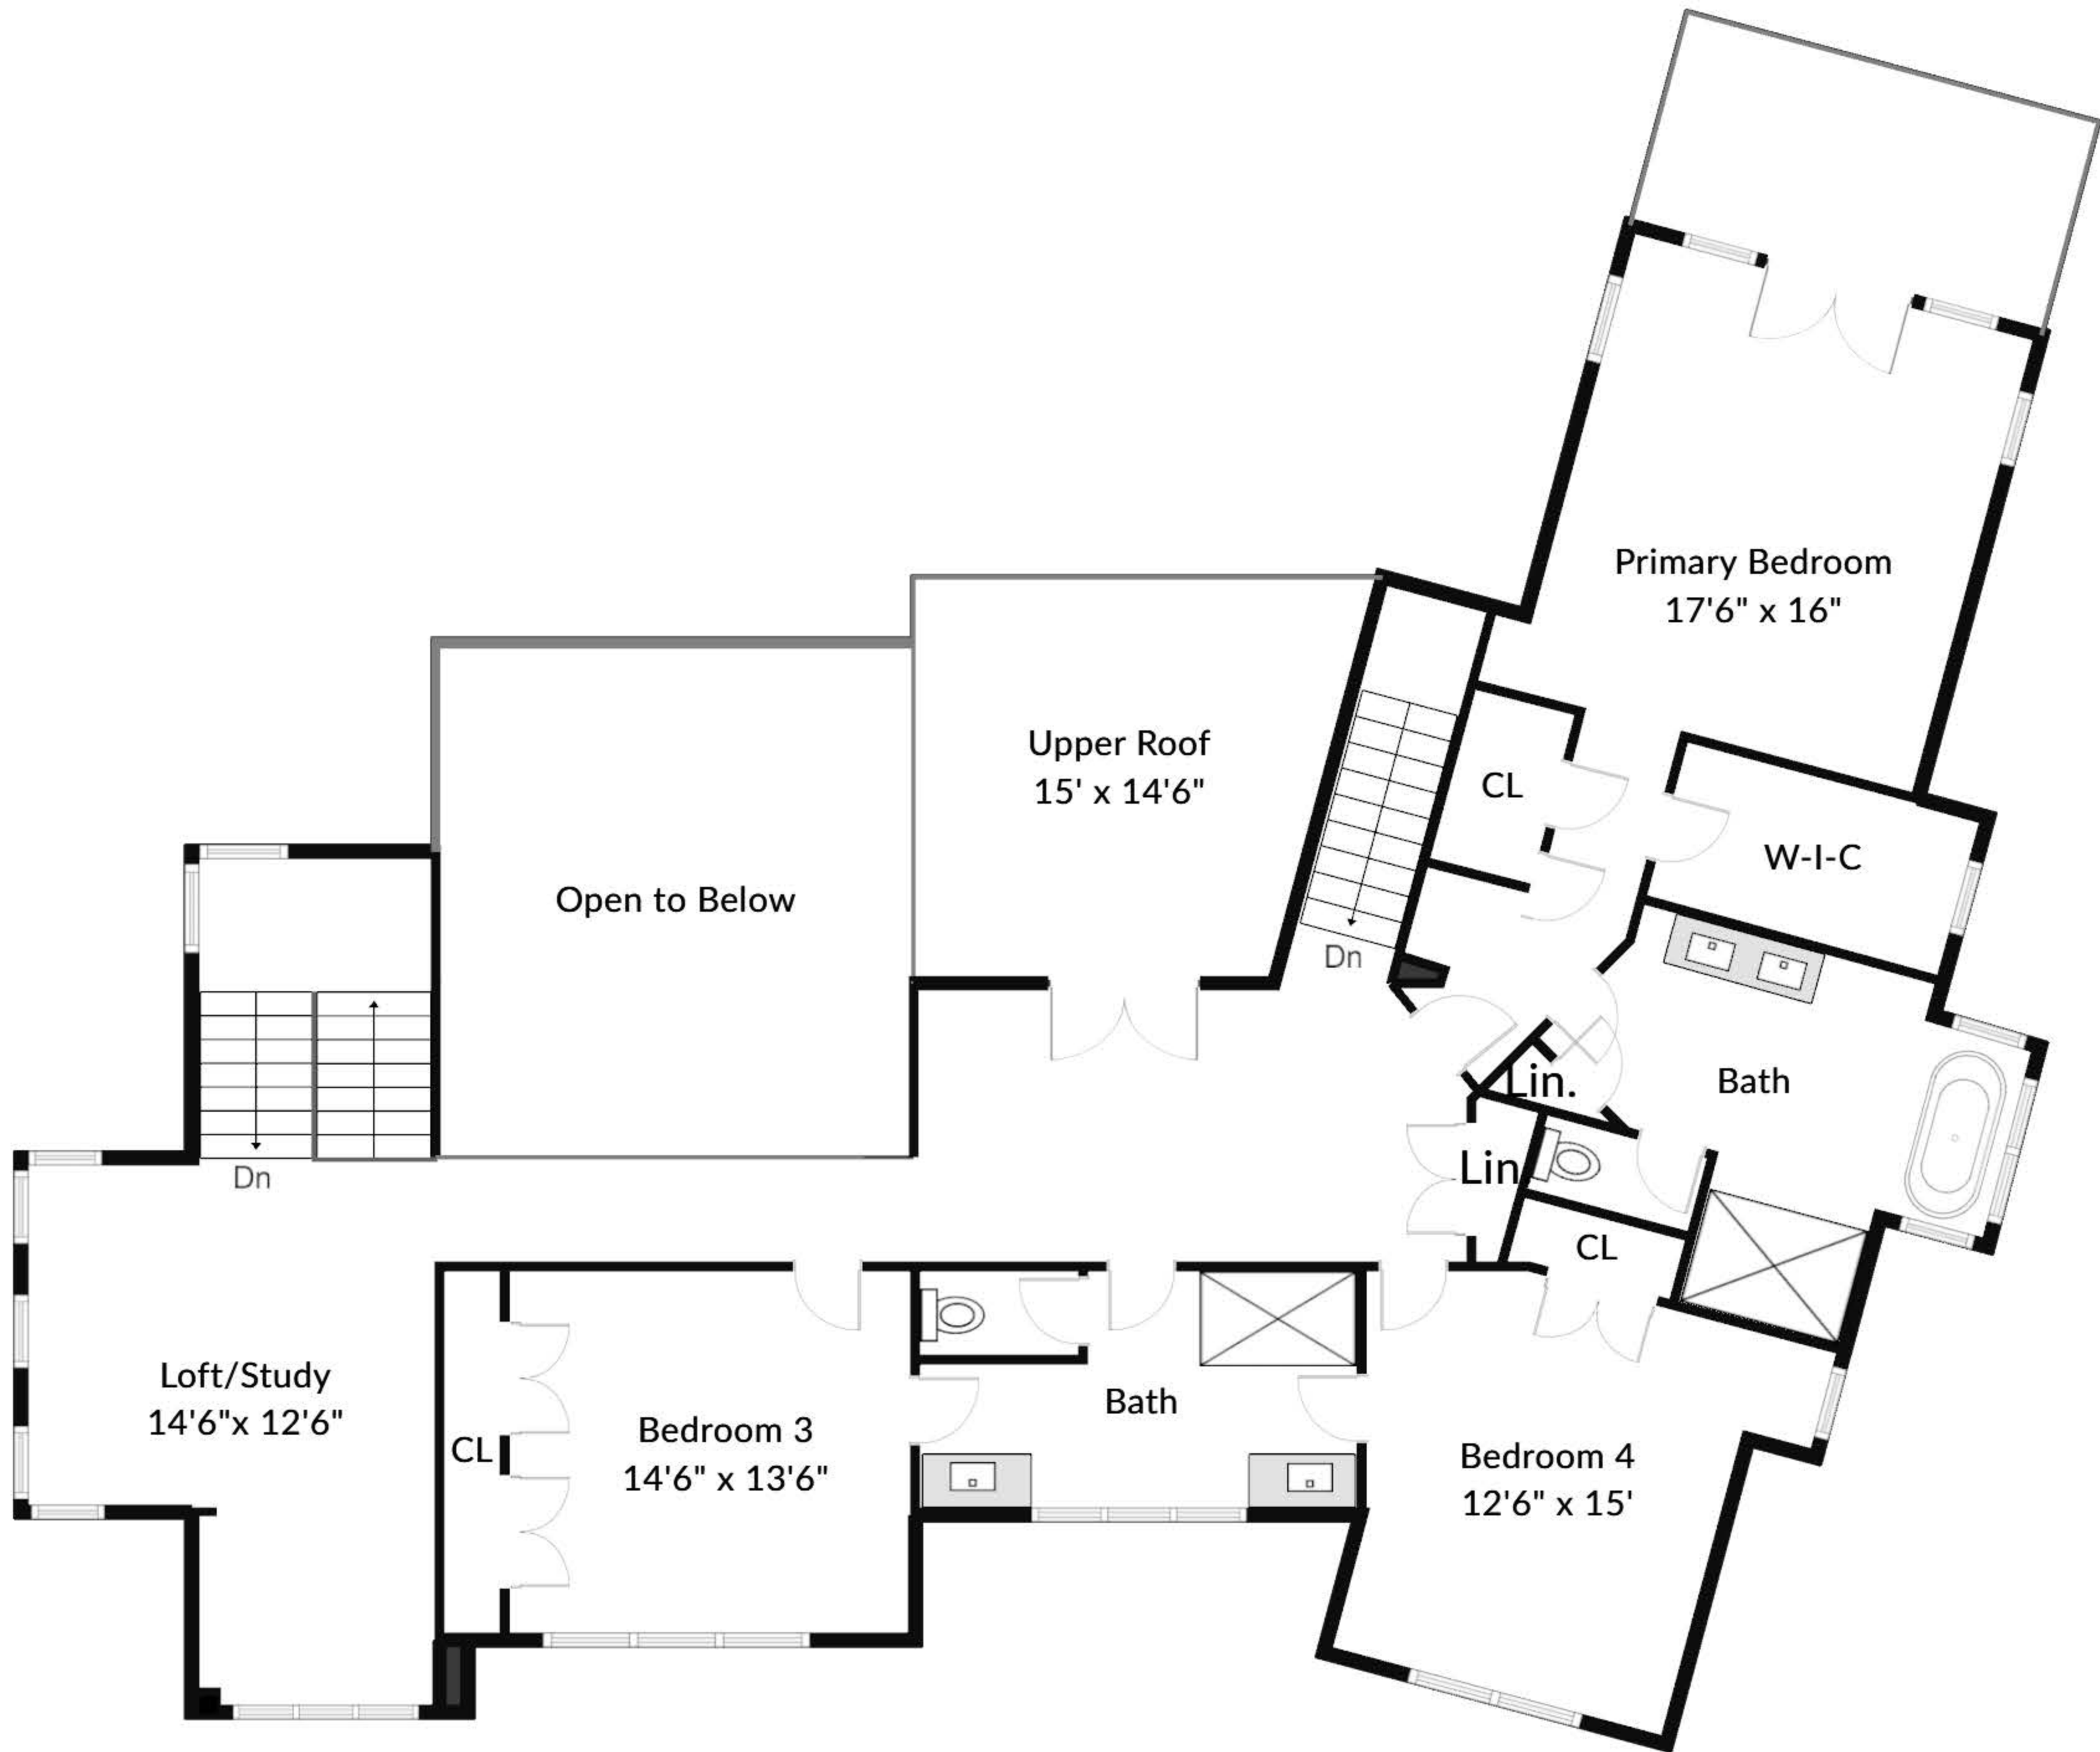 Primary Bedroom
17'6" x 16"
Upper Roof
15' x 14'6"
CL
W-I-C
Open to Below
Dn
Lin.
Bath
Lin
Dn
CL
Loft/Study
14'6"x 12'6"
CL
Bedroom 3
14'6" x 13'6"
Bath
Bedroom 4
12'6" x 15'